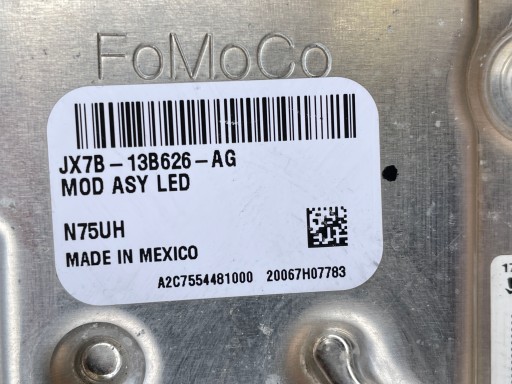 FoMoCo
JX7B-13B626-AG
MOD ASY LED
N75UH
MADE IN MEXICO
A2C7554481000 20067H07783